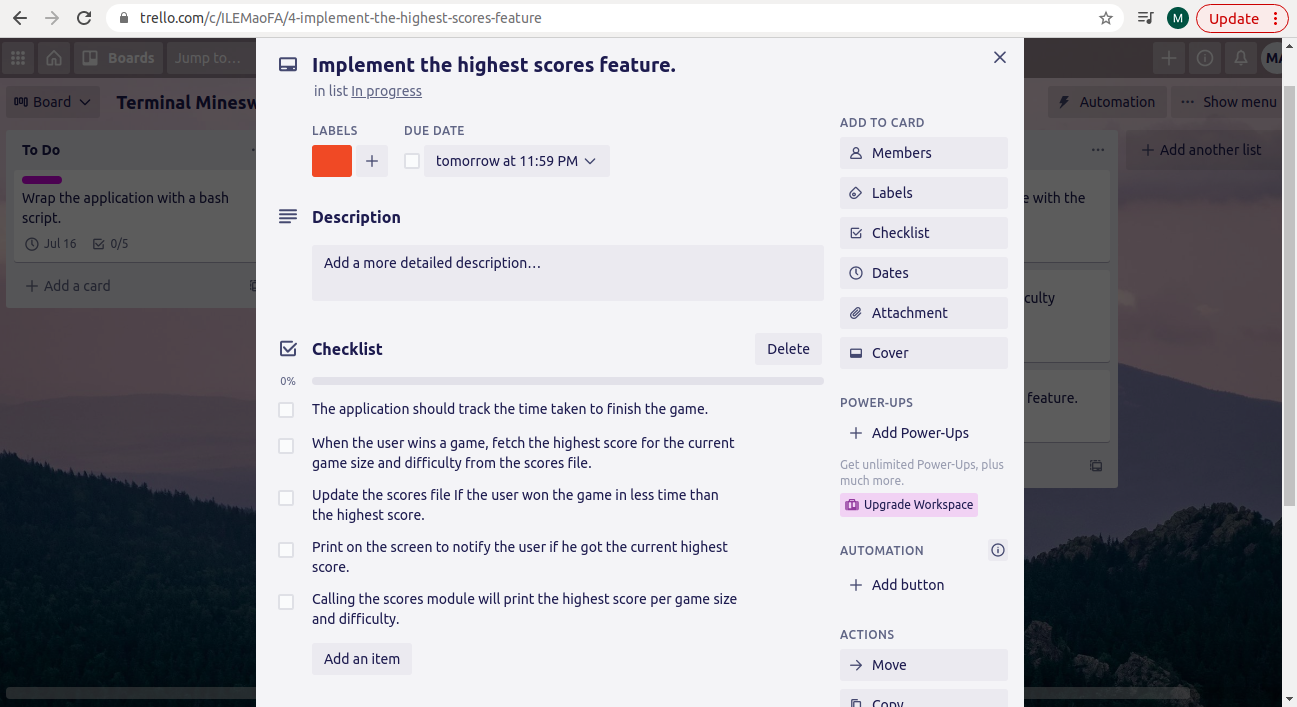 trello.com/c/ILEMaoFA/4-implement-the-highest-scores-feature
M
Update
Boards
Jump to…
MA
Board
Terminal Minesw
Automation
Show menu
To Do
Wrap the application with a bash
script.
Jul 16
0/5
Add a card
Implement the highest scores feature.
in list In progress
LABELS
DUE DATE
tomorrow at 11:59 PM
Description
Add a more detailed description…
Checklist
Delete
0%
The application should track the time taken to finish the game.
When the user wins a game, fetch the highest score for the current
game size and difficulty from the scores file.
Update the scores file If the user won the game in less time than
the highest score.
Print on the screen to notify the user if he got the current highest
score.
Calling the scores module will print the highest score per game size
and difficulty.
Add an item
ADD TO CARD
Members
Labels
Checklist
Dates
Attachment
Cover
POWER-UPS
Add Power-Ups
Get unlimited Power-Ups, plus
much more.
Upgrade Workspace
AUTOMATION
Add button
ACTIONS
Move
Copy
Add another list
e with the
culty
feature.